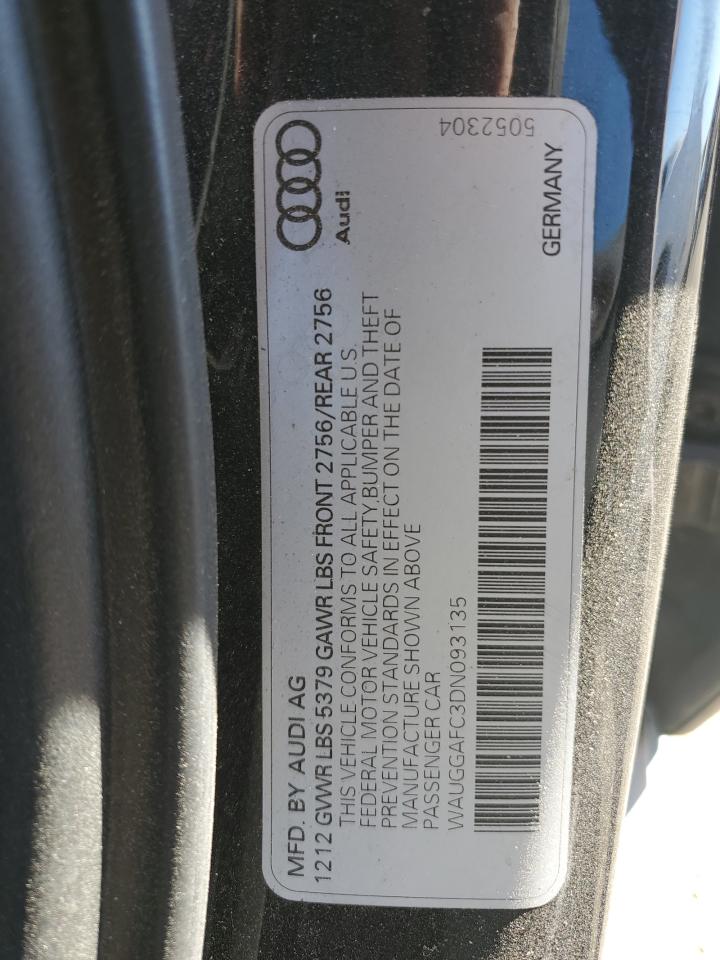 MFD. BY AUDI AG
1212 GVWR LBS 5379 GAWR LBS FRONT 2756/REAR 2756
THIS VEHICLE CONFORMS TO ALL APPLICABLE U.S.
FEDERAL MOTOR VEHICLE SAFETY BUMPER AND THEFT
PREVENTION STANDARDS IN EFFECT ON THE DATE OF
MANUFACTURE SHOWN ABOVE
PASSENGER CAR
WAUGGAFC3DN093135
Audi
GERMANY
5052304